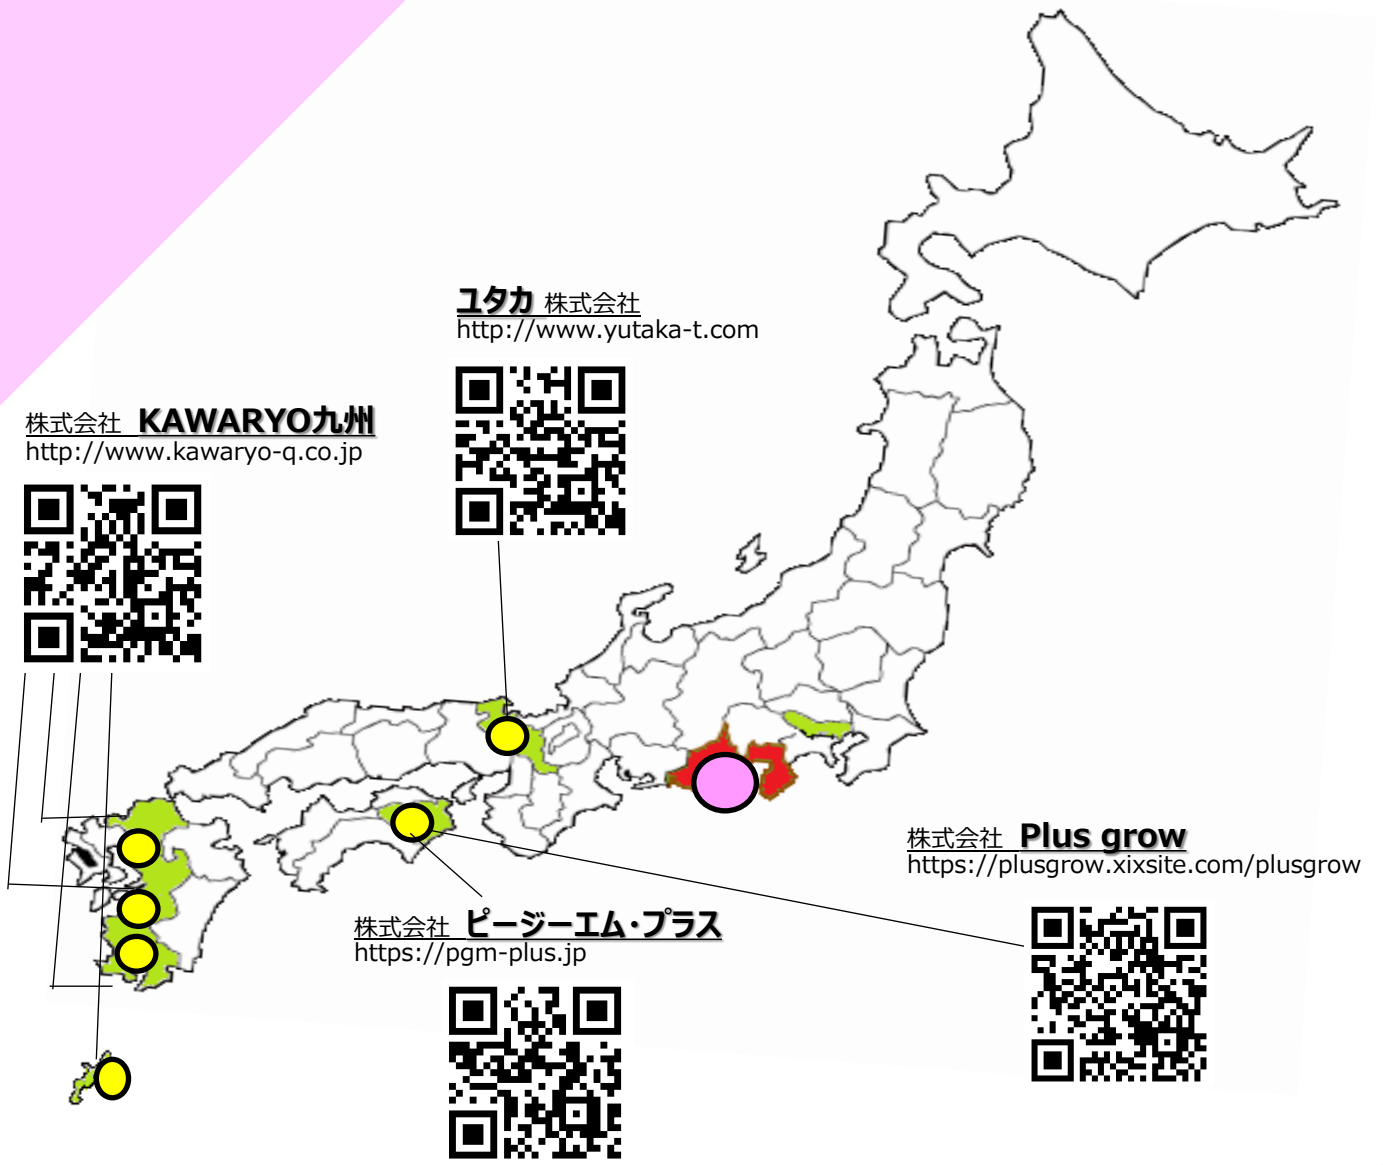 ユタカ 株式会社
http://www.yutaka-t.com
株式会社 KAWARYO九州
http://www.kawaryo-q.co.jp
株式会社 Plus grow
https://plusgrow.xixsite.com/plusgrow
株式会社 ピージーエム・プラス
https://pgm-plus.jp